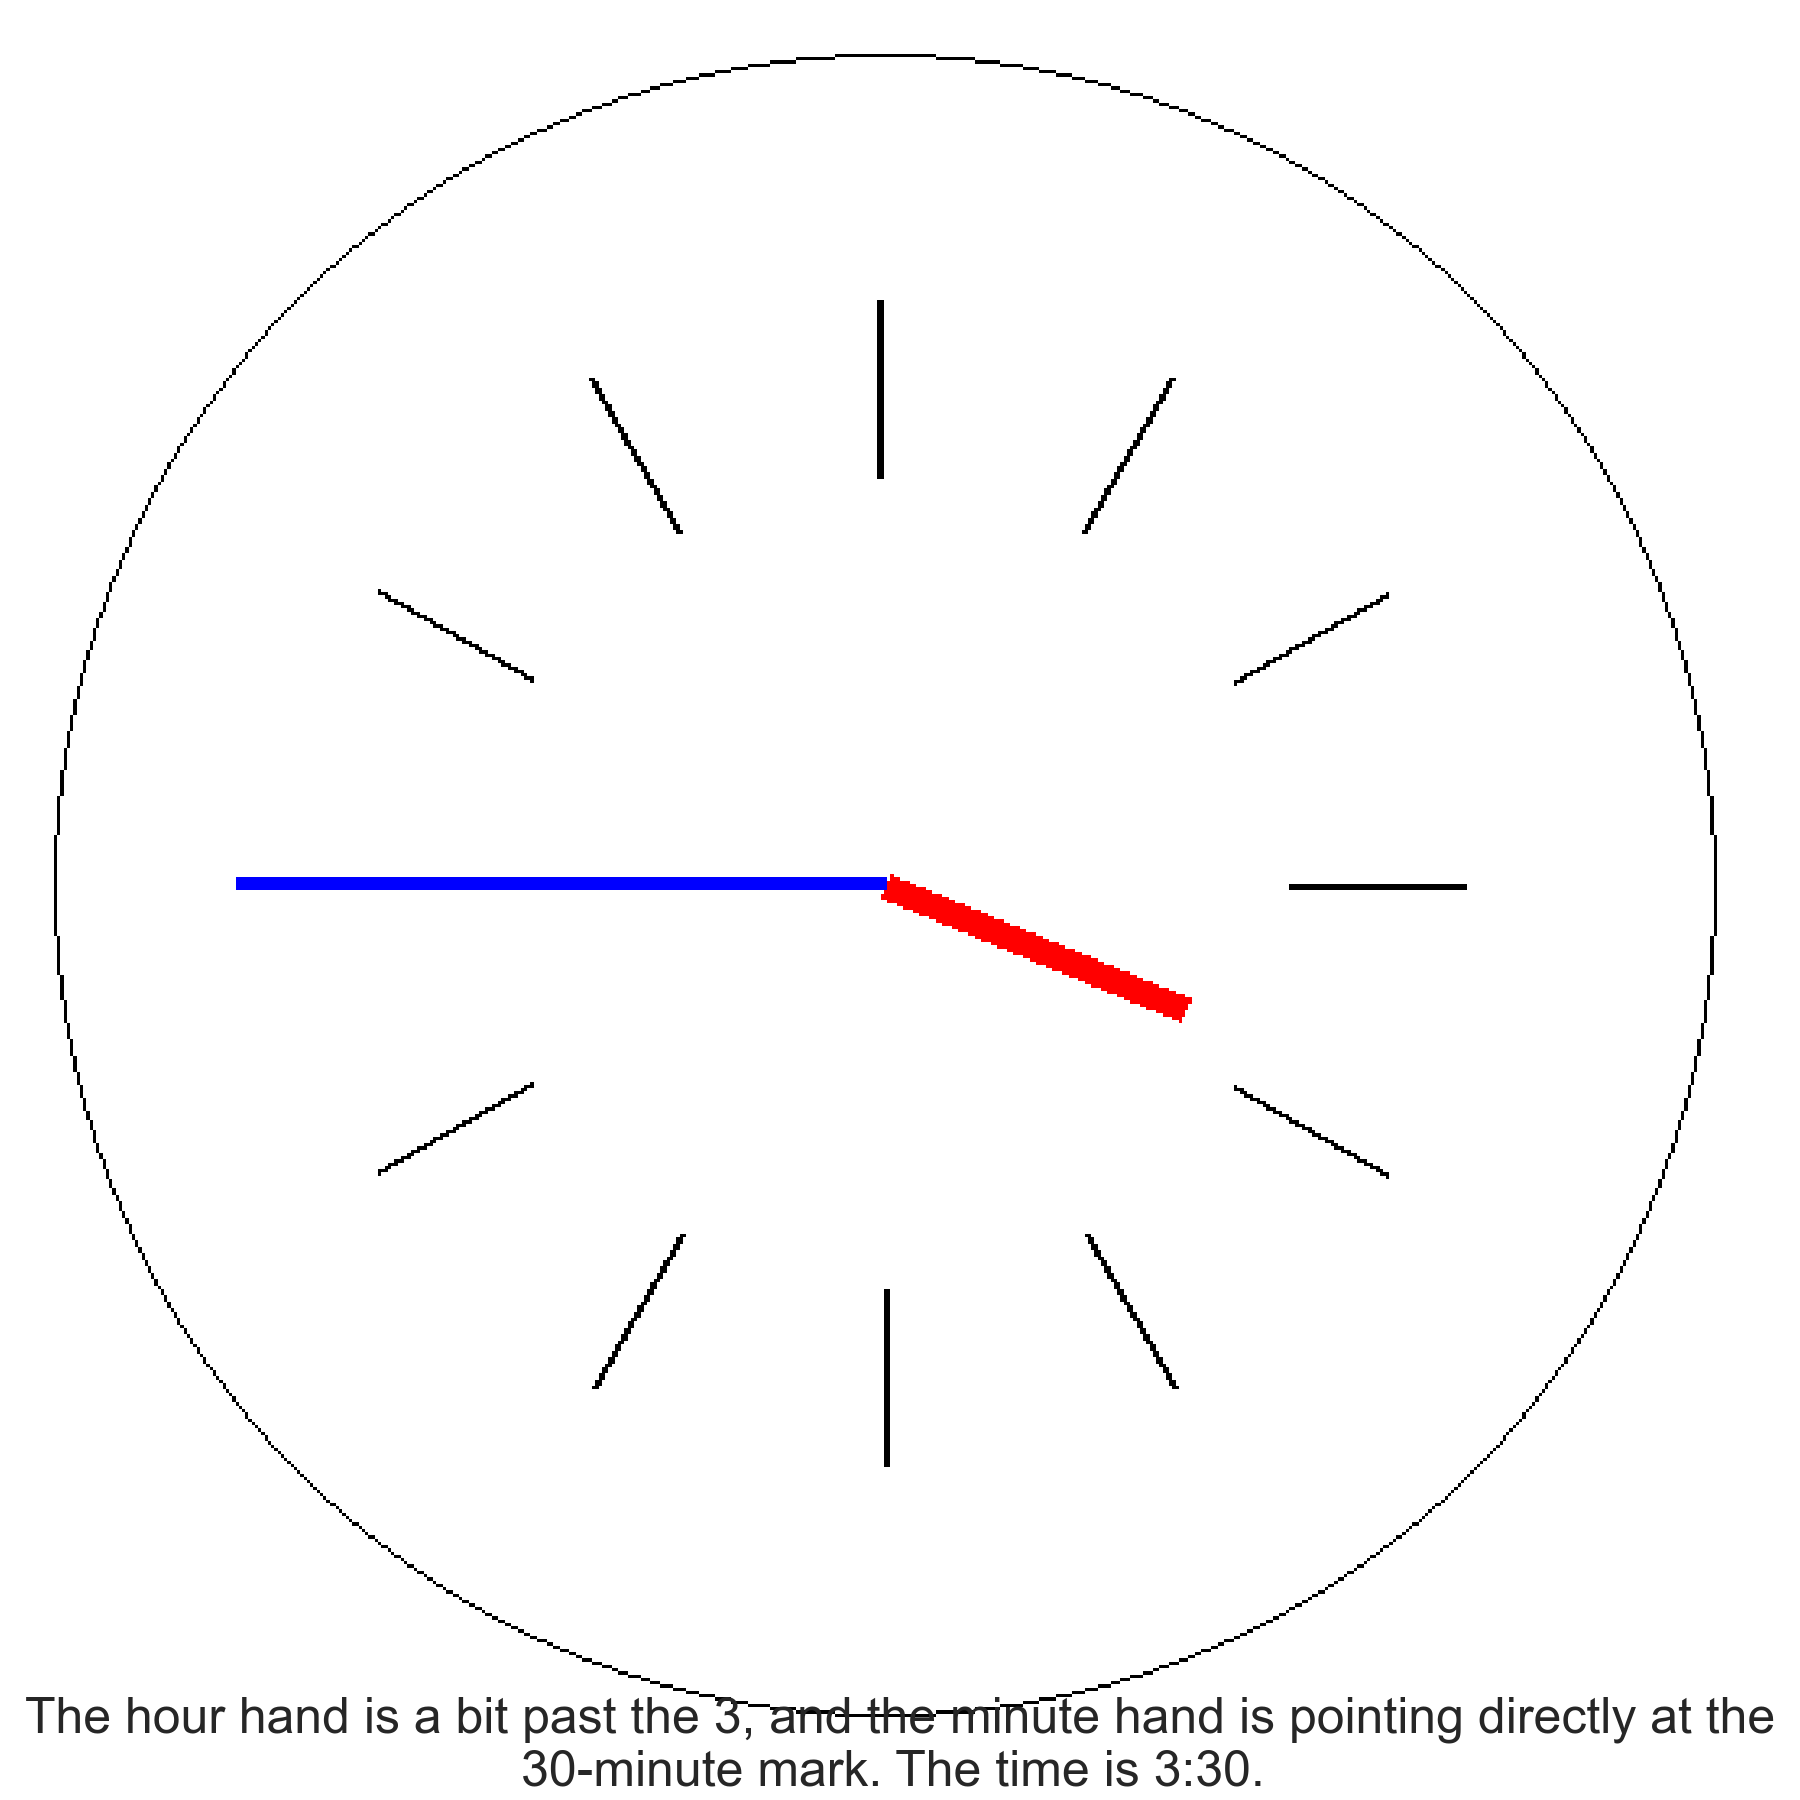 The hour hand is a bit past the 3, and the minute hand is pointing directly at the
30-minute mark. The time is 3:30.